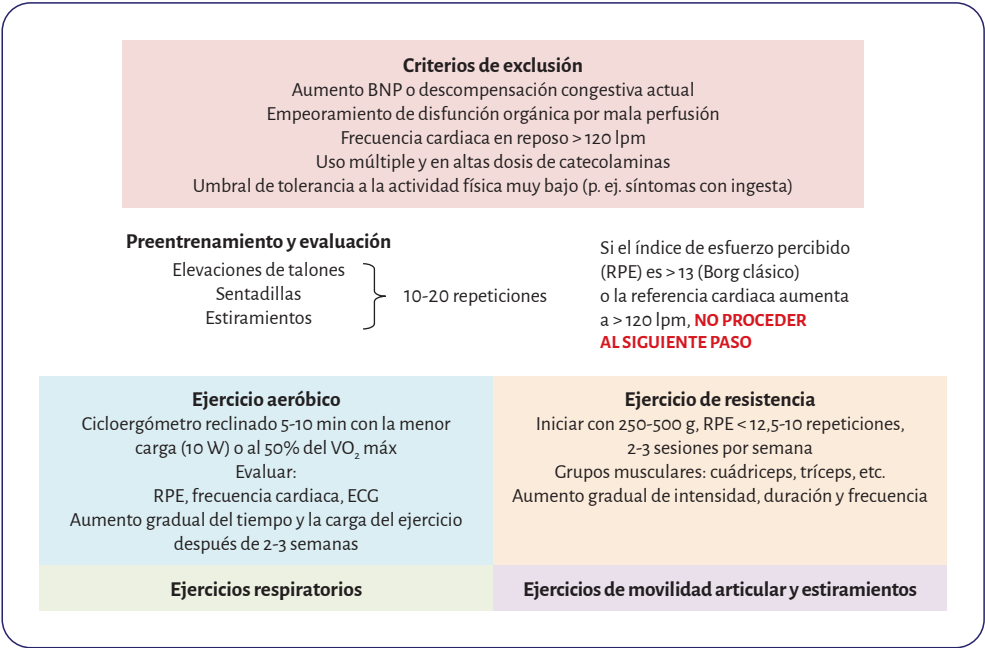 Criterios de exclusión
Aumento BNP o descompensación congestiva actual
Empeoramiento de disfunción orgánica por mala perfusión
Frecuencia cardiaca en reposo > 120 lpm
Uso múltiple y en altas dosis de catecolaminas
Umbral de tolerancia a la actividad física muy bajo (p. ej. síntomas con ingesta)
Preentrenamiento y evaluación
Elevaciones de talones
Sentadillas
Estiramientos
10-20 repeticiones
Si el índice de esfuerzo percibido
(RPE) es > 13 (Borg clásico)
o la referencia cardiaca aumenta
a > 120 lpm, NO PROCEDER
AL SIGUIENTE PASO
Ejercicio aeróbico
Cicloergómetro reclinado 5-10 min con la menor
carga (10 W) o al 50% del VO₂ máx
Evaluar:
RPE, frecuencia cardiaca, ECG
Aumento gradual del tiempo y la carga del ejercicio
después de 2-3 semanas
Ejercicio de resistencia
Iniciar con 250-500 g, RPE < 12,5-10 repeticiones,
2-3 sesiones por semana
Grupos musculares: cuádriceps, tríceps, etc.
Aumento gradual de intensidad, duración y frecuencia
Ejercicios respiratorios
Ejercicios de movilidad articular y estiramientos